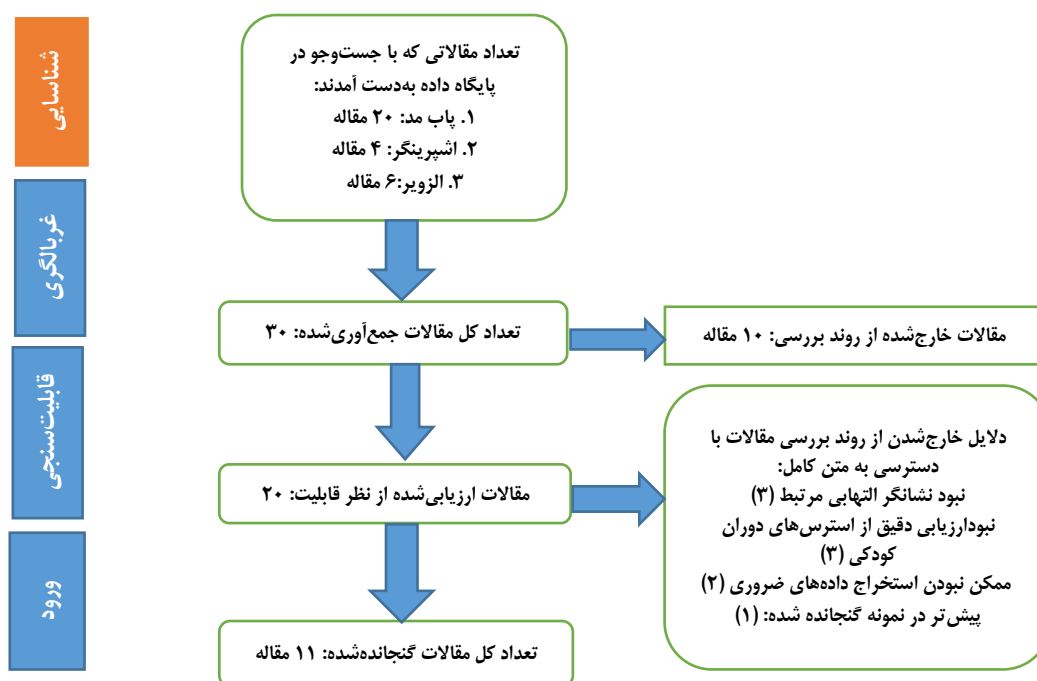 شناسایی
تعداد مقالاتی که با جست‌وجو در
پایگاه داده به‌دست آمدند:
۱. پاب مد: ۲۰ مقاله
۲. اشپرینگر: ۴ مقاله
۳. الزویر:۶ مقاله
غربالگری
تعداد کل مقالات جمع‌آوری‌شده: ۳۰
مقالات خارج‌شده از روند بررسی: ۱۰ مقاله
قابلیت‌سنجی
مقالات ارزیابی‌شده از نظر قابلیت: ۲۰
دلایل خارج‌شدن از روند بررسی مقالات با
دسترسی به متن کامل:
نبود نشانگر التهابی مرتبط (۳)
نبودارزیابی دقیق از استرس‌های دوران
کودکی (۳)
ممکن نبودن استخراج داده‌های ضروری (۲)
پیش‌تر در نمونه گنجانده شده: (۱)
ورود
تعداد کل مقالات گنجانده‌شده: ۱۱ مقاله